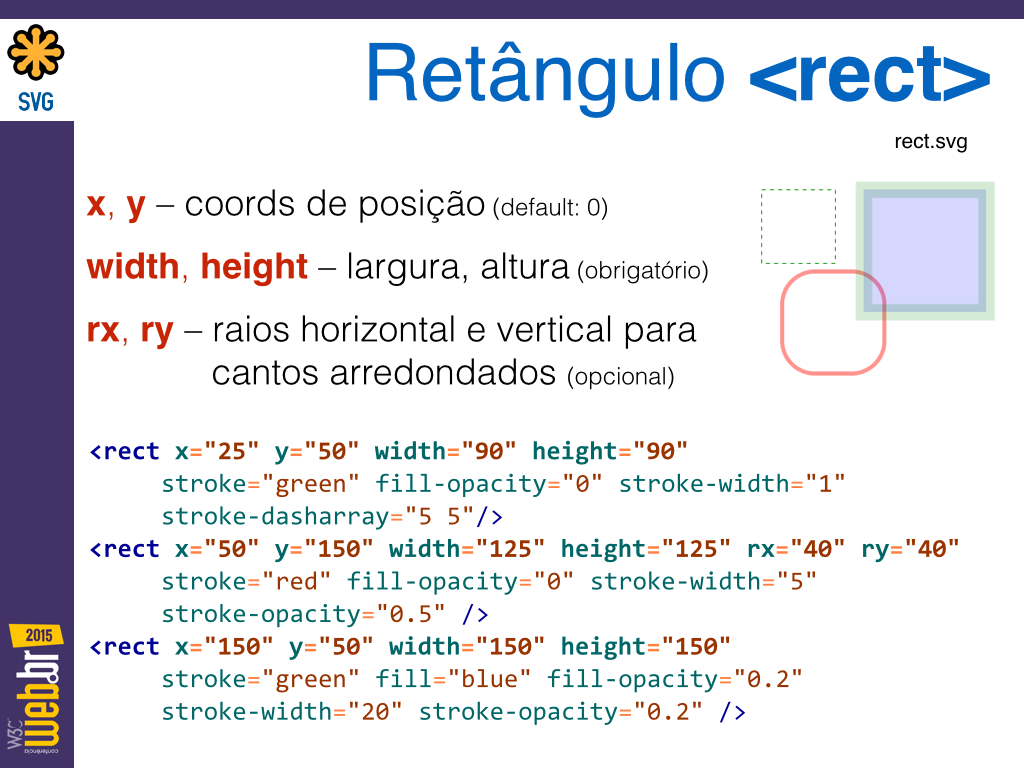 SVG
Retângulo <rect>
rect.svg
x, y – coords de posição (default: 0)
width, height – largura, altura (obrigatório)
rx, ry – raios horizontal e vertical para
cantos arredondados (opcional)
<rect x="25" y="50" width="90" height="90"
stroke="green" fill-opacity="0" stroke-width="1"
stroke-dasharray="5 5"/>
<rect x="50" y="150" width="125" height="125" rx="40" ry="40"
stroke="red" fill-opacity="0" stroke-width="5"
stroke-opacity="0.5" />
<rect x="150" y="50" width="150" height="150"
stroke="green" fill="blue" fill-opacity="0.2"
stroke-width="20" stroke-opacity="0.2" />
2015
W3C
web.br
conferência